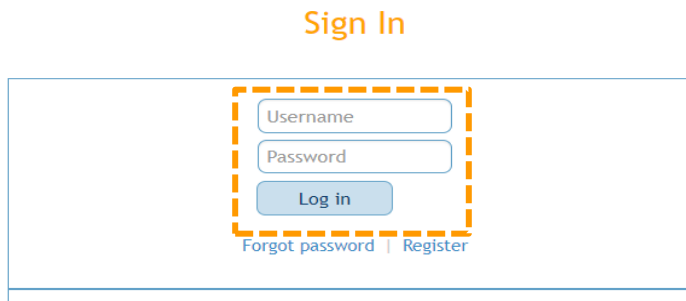 Sign In
Username
Password
Log in
Forgot password | Register